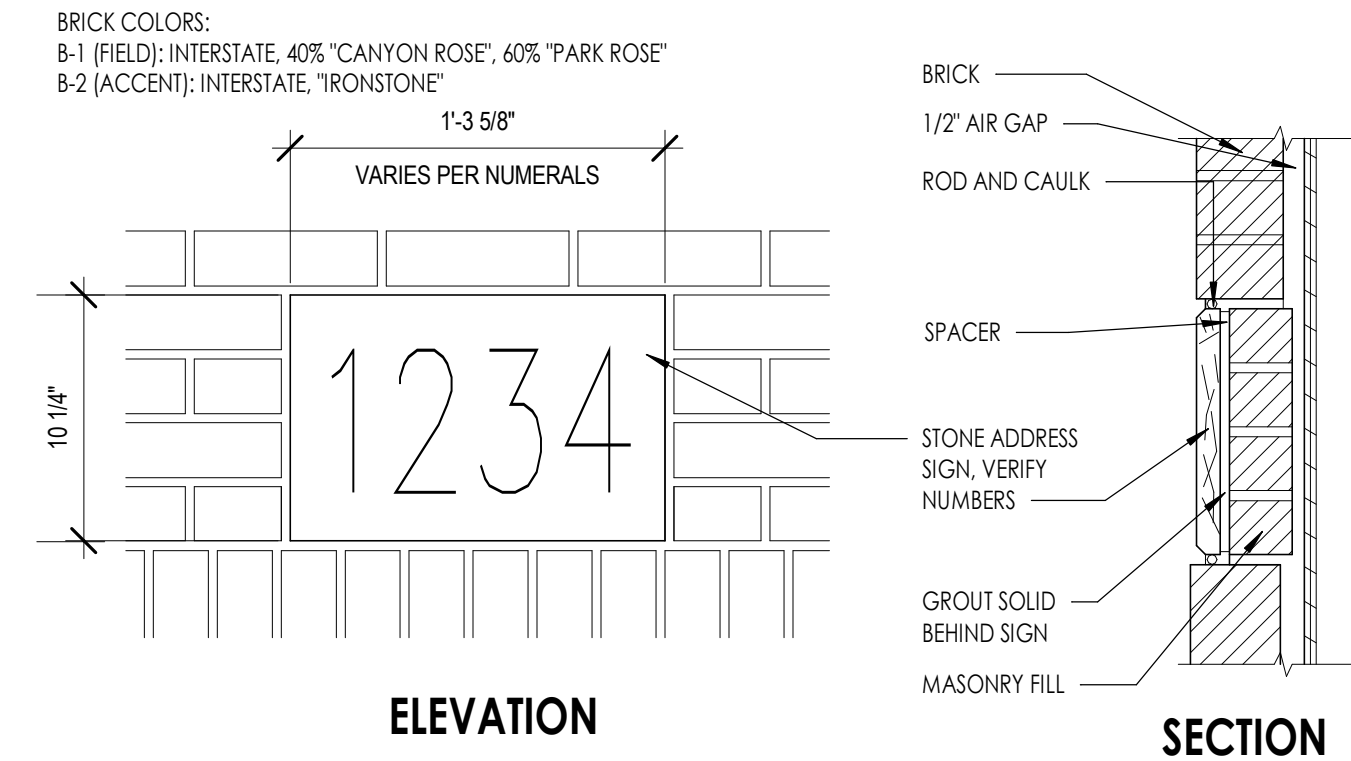 BRICK COLORS:
B-1 (FIELD): INTERSTATE, 40% "CANYON ROSE", 60% "PARK ROSE"
B-2 (ACCENT): INTERSTATE, "IRONSTONE"
1'-3 5/8"
VARIES PER NUMERALS
10 1/4"
1234
BRICK
1/2" AIR GAP
ROD AND CAULK
SPACER
STONE ADDRESS
SIGN, VERIFY
NUMBERS
GROUT SOLID
BEHIND SIGN
MASONRY FILL
ELEVATION
SECTION